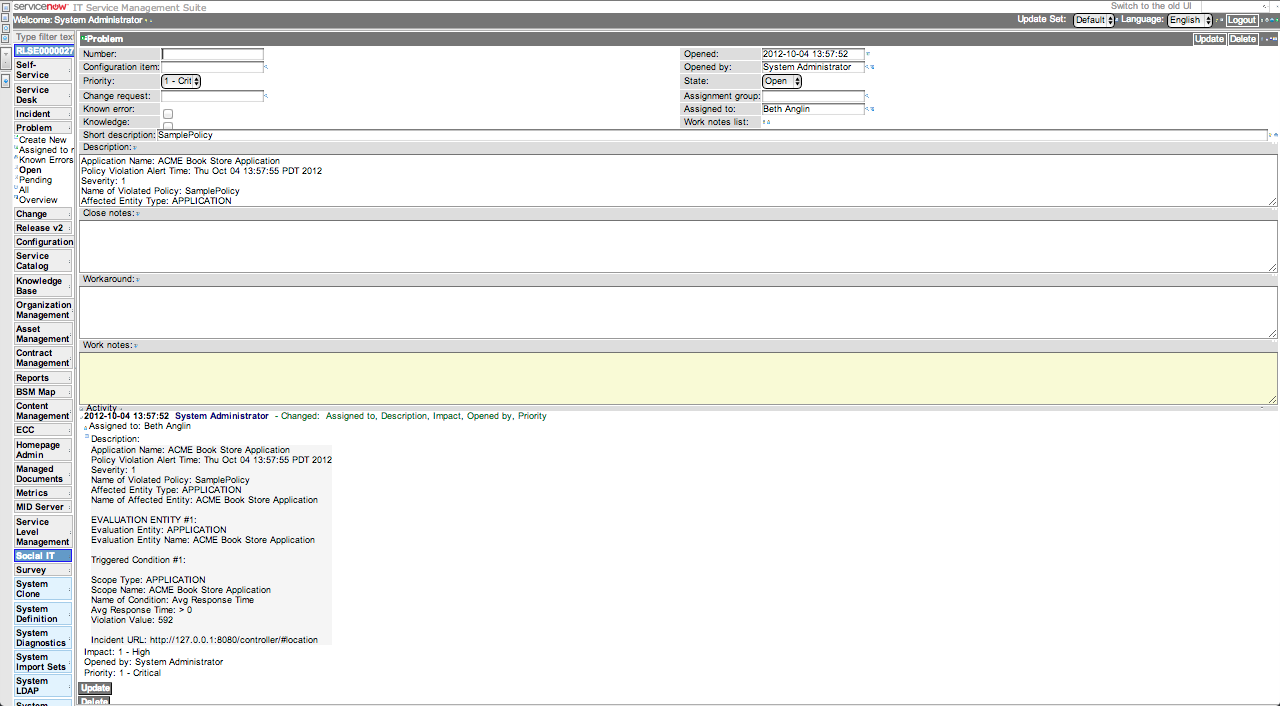 servicenow IT Service Management Suite
Switch to the old UI
Welcome: System Administrator
Update Set: Default Language: English Logout
Type filter text
RLSE0000027
Self-Service
Service Desk
Incident
Problem
Create New
Assigned to
Known Errors
Open
Pending
All
Overview
Change
Release v2
Configuration
Service Catalog
Knowledge Base
Organization Management
Asset Management
Contract Management
Reports
BSM Map
Content Management
ECC
Homepage Admin
Managed Documents
Metrics
MID Server
Service Level Management
Social IT
Survey
System Clone
System Definition
System Diagnostics
System Import Sets
System LDAP
System
Problem
Update Delete
Number:
Configuration item:
Priority: 1 - Crit
Change request:
Known error:
Knowledge:
Opened: 2012-10-04 13:57:52
Opened by: System Administrator
State: Open
Assignment group:
Assigned to: Beth Anglin
Work notes list:
Short description: SamplePolicy
Description:
Application Name: ACME Book Store Application
Policy Violation Alert Time: Thu Oct 04 13:57:55 PDT 2012
Severity: 1
Name of Violated Policy: SamplePolicy
Affected Entity Type: APPLICATION
Close notes:
Workaround:
Work notes:
Activity
2012-10-04 13:57:52 System Administrator - Changed: Assigned to, Description, Impact, Opened by, Priority
Assigned to: Beth Anglin
Description:
Application Name: ACME Book Store Application
Policy Violation Alert Time: Thu Oct 04 13:57:55 PDT 2012
Severity: 1
Name of Violated Policy: SamplePolicy
Affected Entity Type: APPLICATION
Name of Affected Entity: ACME Book Store Application
EVALUATION ENTITY #1:
Evaluation Entity: APPLICATION
Evaluation Entity Name: ACME Book Store Application
Triggered Condition #1:
Scope Type: APPLICATION
Scope Name: ACME Book Store Application
Name of Condition: Avg Response Time
Avg Response Time: > 0
Violation Value: 592
Incident URL: http://127.0.0.1:8080/controller/#location
Impact: 1 - High
Opened by: System Administrator
Priority: 1 - Critical
Update
Delete